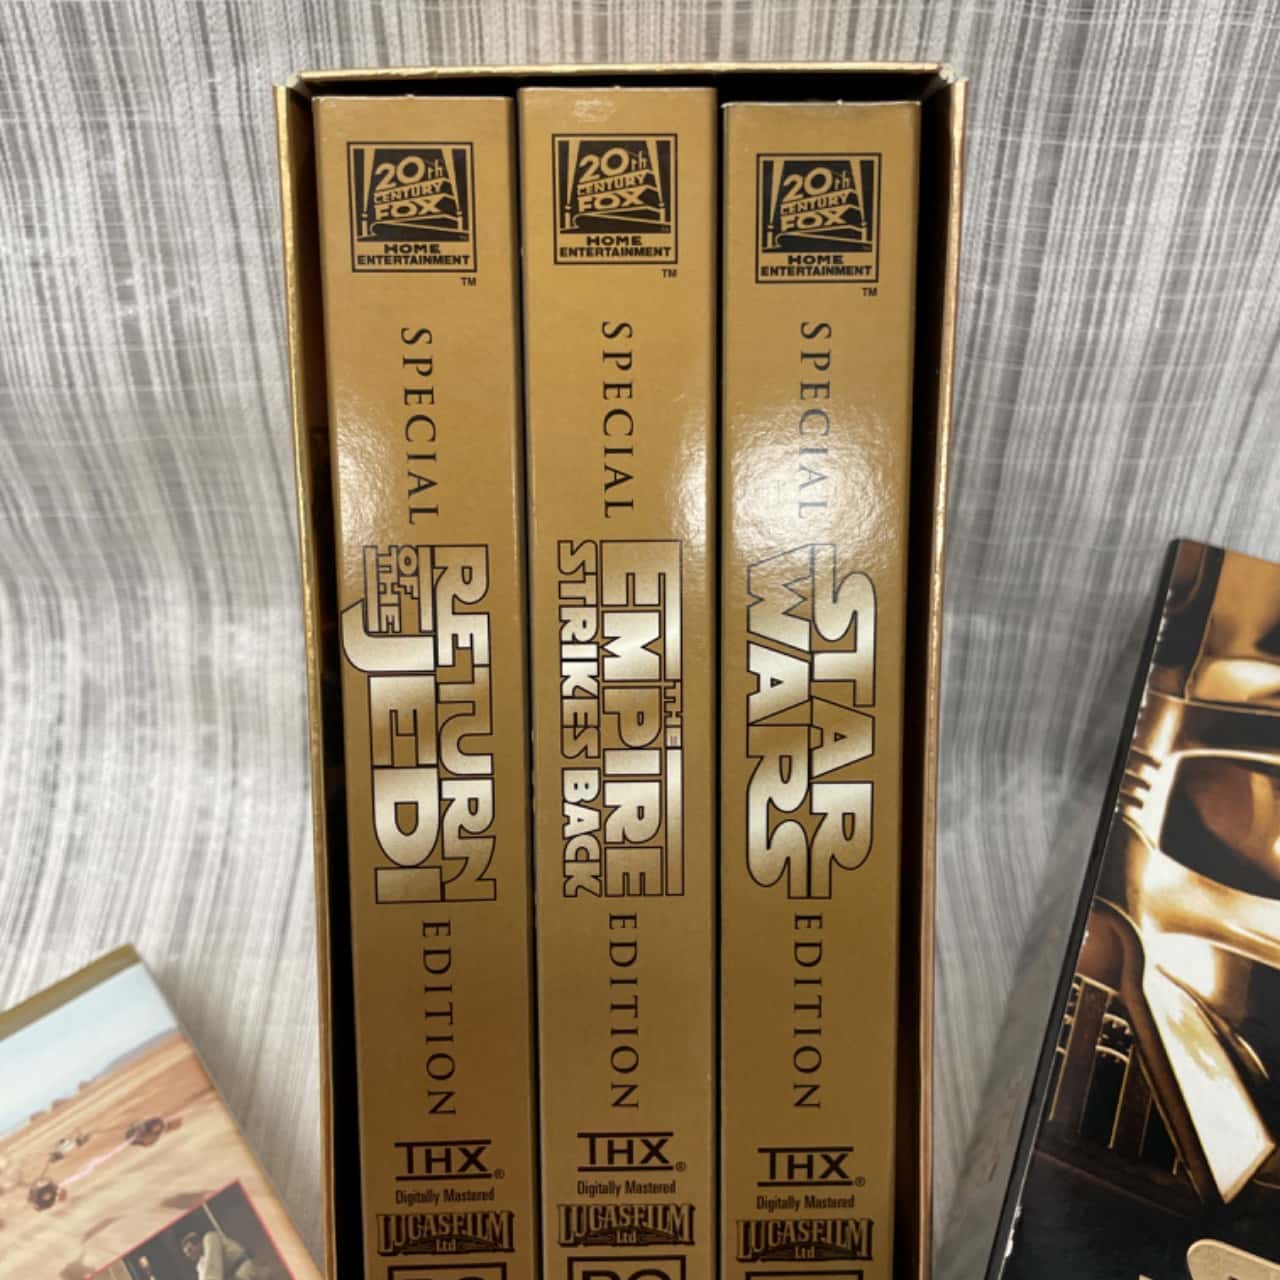 20th
CENTURY
FOX
HOME
ENTERTAINMENT
TM
SPECIAL
RETURN
OF THE
JEDI
EDITION
THX®
Digitally Mastered
LUCASFILM
Ltd
20th
CENTURY
FOX
HOME
ENTERTAINMENT
TM
SPECIAL
THE
EMPIRE
STRIKES BACK
EDITION
THX®
Digitally Mastered
LUCASFILM
Ltd
20th
CENTURY
FOX
HOME
ENTERTAINMENT
TM
SPECIAL
STAR
WARS
EDITION
THX®
Digitally Mastered
LUCASFILM
Ltd